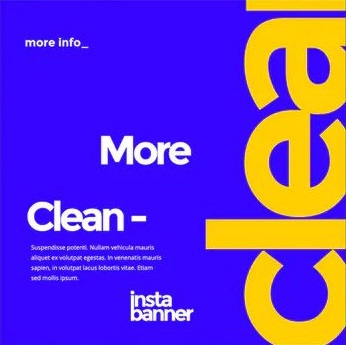 more info_
clea
More
Clean -
Suspendisse potenti. Nullam vehicula mauris
aliquet ex volutpat egestas. In venenatis mauris
sapien, in volutpat lacus lobortis vitae. Etiam
sed mollis ipsum.
insta
banner